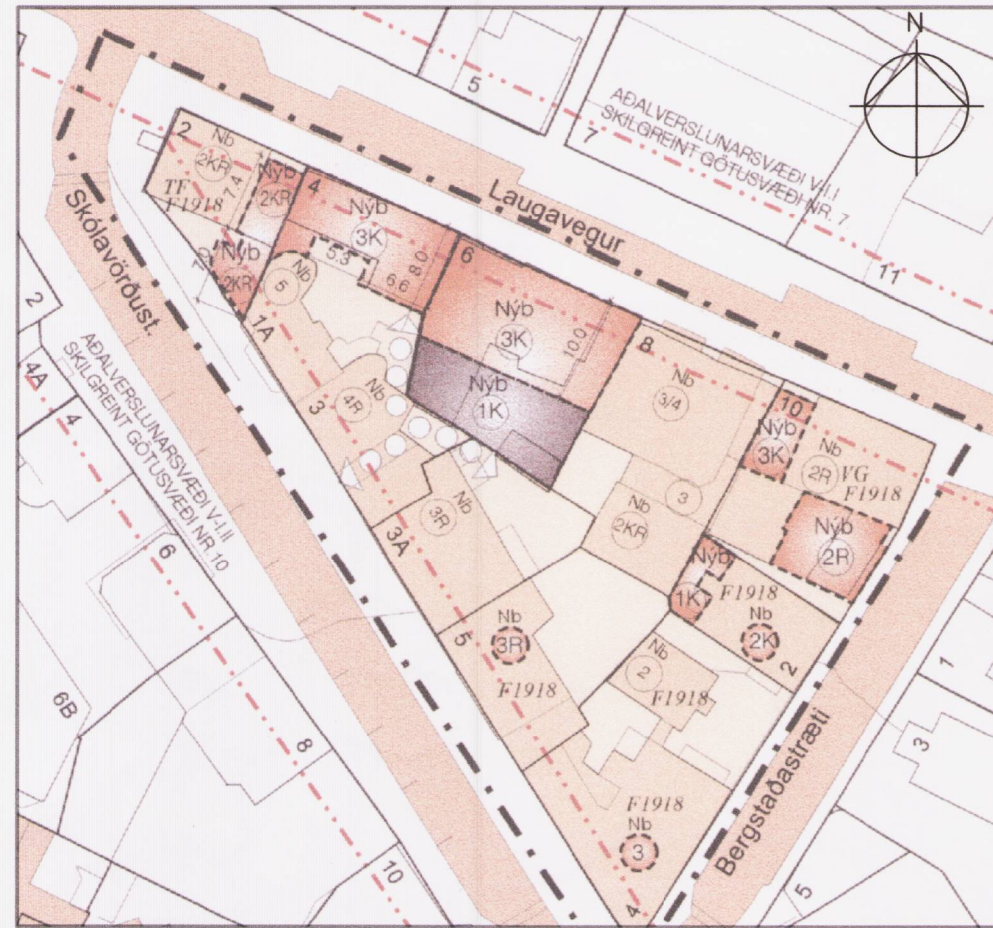 N
5
7
AÐALVERSLUNARSVÆÐI V-I.I
SKILGREINT GÖTUSVÆÐI NR. 7
11
Laugavegur
Skólavörðust.
2
Nb
2KR
TF
F1918
7.4
Nýb
2KR
4
Nýb
3K
5.3
6.6
8.0
Nýb
2KR
Nb
5
1A
6
Nýb
3K
10.0
Nýb
1K
8
Nb
3/4
10
Nýb
3K
Nb
2R
VG
F1918
Nýb
2R
3
Nb
4R
3
Nb
2KR
Nb
3R
3A
Nýb
1K
F1918
Nb
2K
2
2
4A
4
AÐALVERSLUNARSVÆÐI V-I.II
SKILGREINT GÖTUSVÆÐI NR. 10
6
6B
8
10
5
Nb
3R
F1918
Nb
2
F1918
F1918
Nb
3
4
Bergstaðastræti
1
3
5